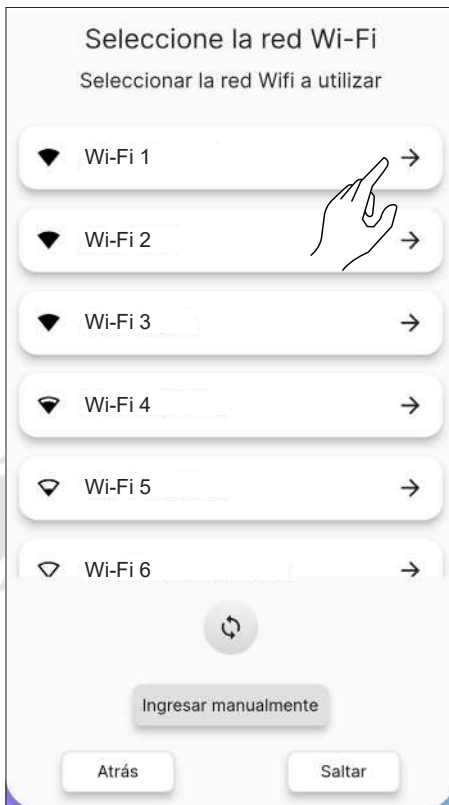 Seleccione la red Wi-Fi
Seleccionar la red Wifi a utilizar
Wi-Fi 1
Wi-Fi 2
Wi-Fi 3
Wi-Fi 4
Wi-Fi 5
Wi-Fi 6
Ingresar manualmente
Atrás Saltar